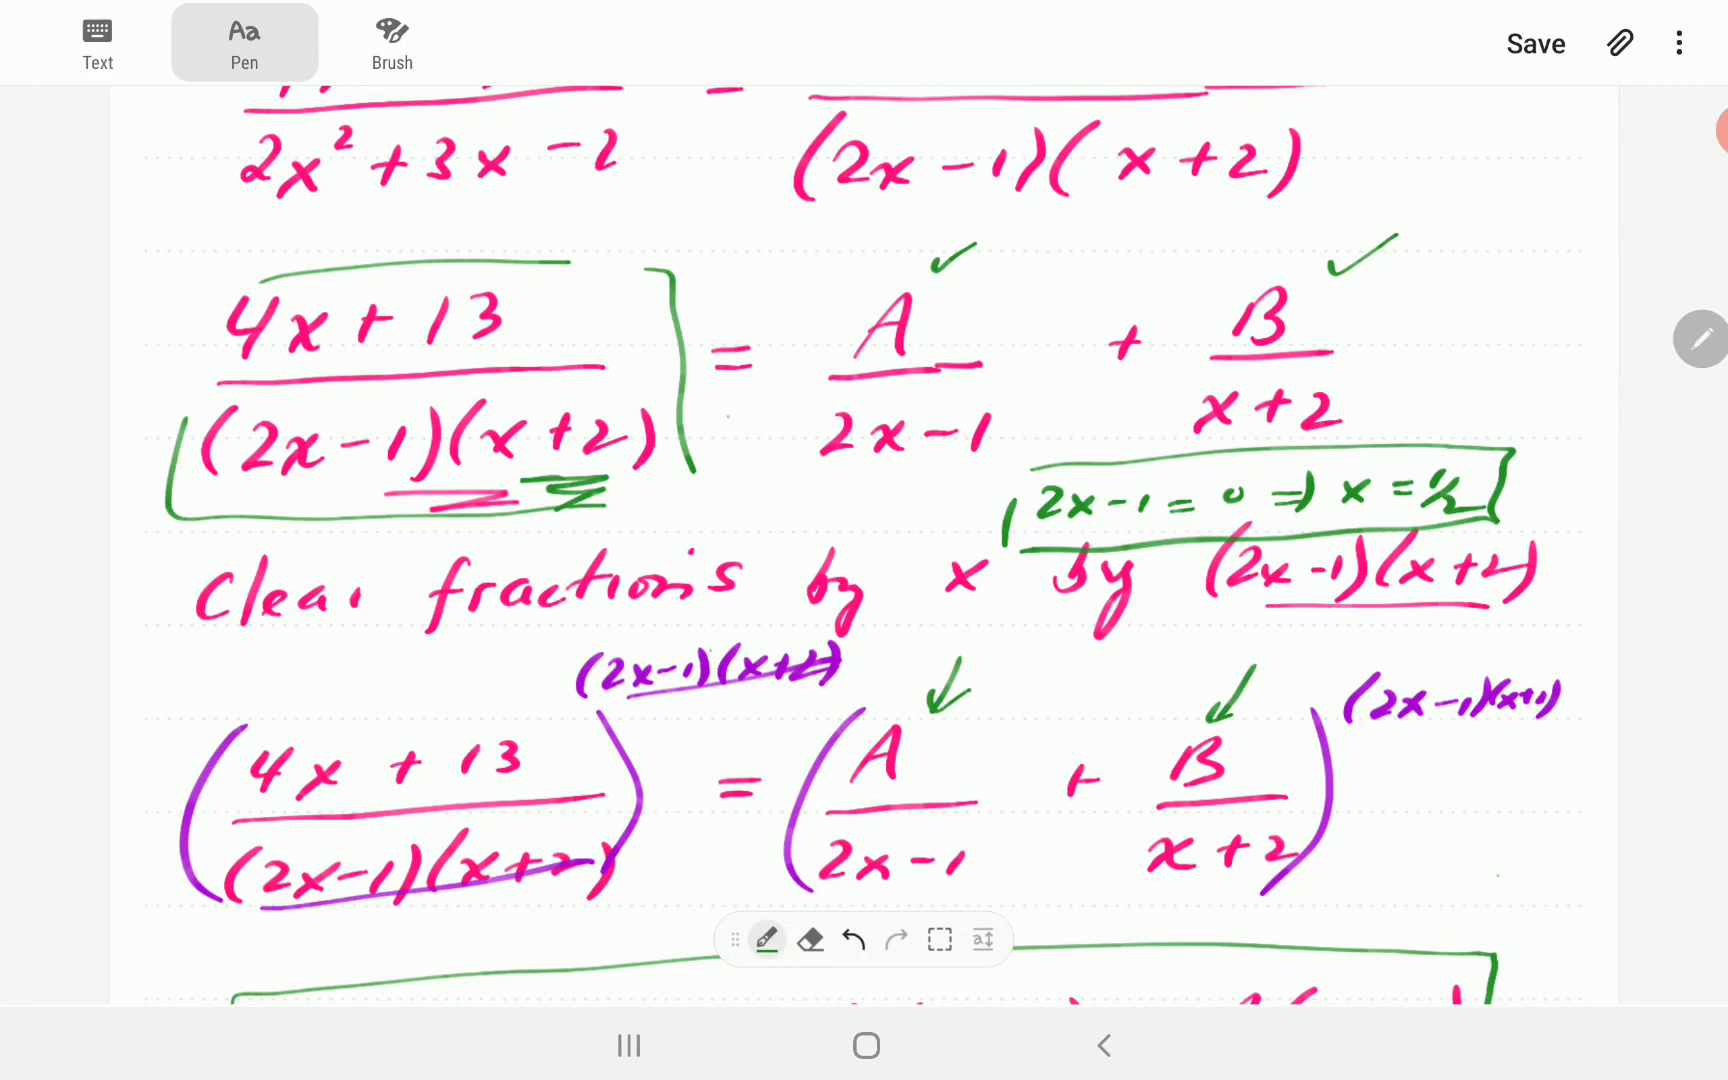 Text Pen Brush Save
2x² + 3x - 2 = (2x - 1)(x + 2)
4x + 13 / (2x - 1)(x + 2) = A / 2x - 1 + B / x + 2
2x - 1 = 0 => x = 1/2
Clear fractions by x by (2x - 1)(x + 2)
(2x - 1)(x + 2) (2x - 1)(x + 1)
(4x + 13 / (2x - 1)(x + 2)) = (A / 2x - 1 + B / x + 2)